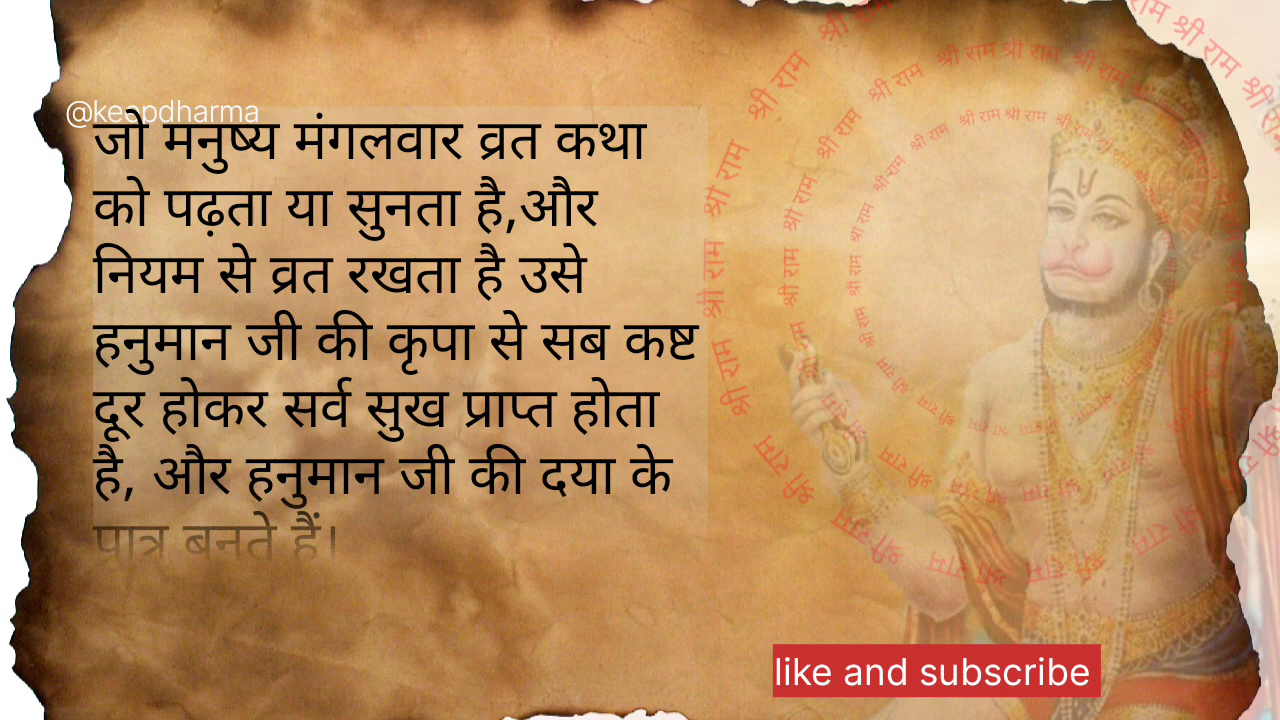 @keepdharma
जो मनुष्य मंगलवार व्रत कथा
को पढ़ता या सुनता है,और
नियम से व्रत रखता है उसे
हनुमान जी की कृपा से सब कष्ट
दूर होकर सर्व सुख प्राप्त होता
है, और हनुमान जी की दया के
पात्र बनते हैं।
श्री राम श्री राम श्री राम श्री राम श्री राम श्री राम
like and subscribe